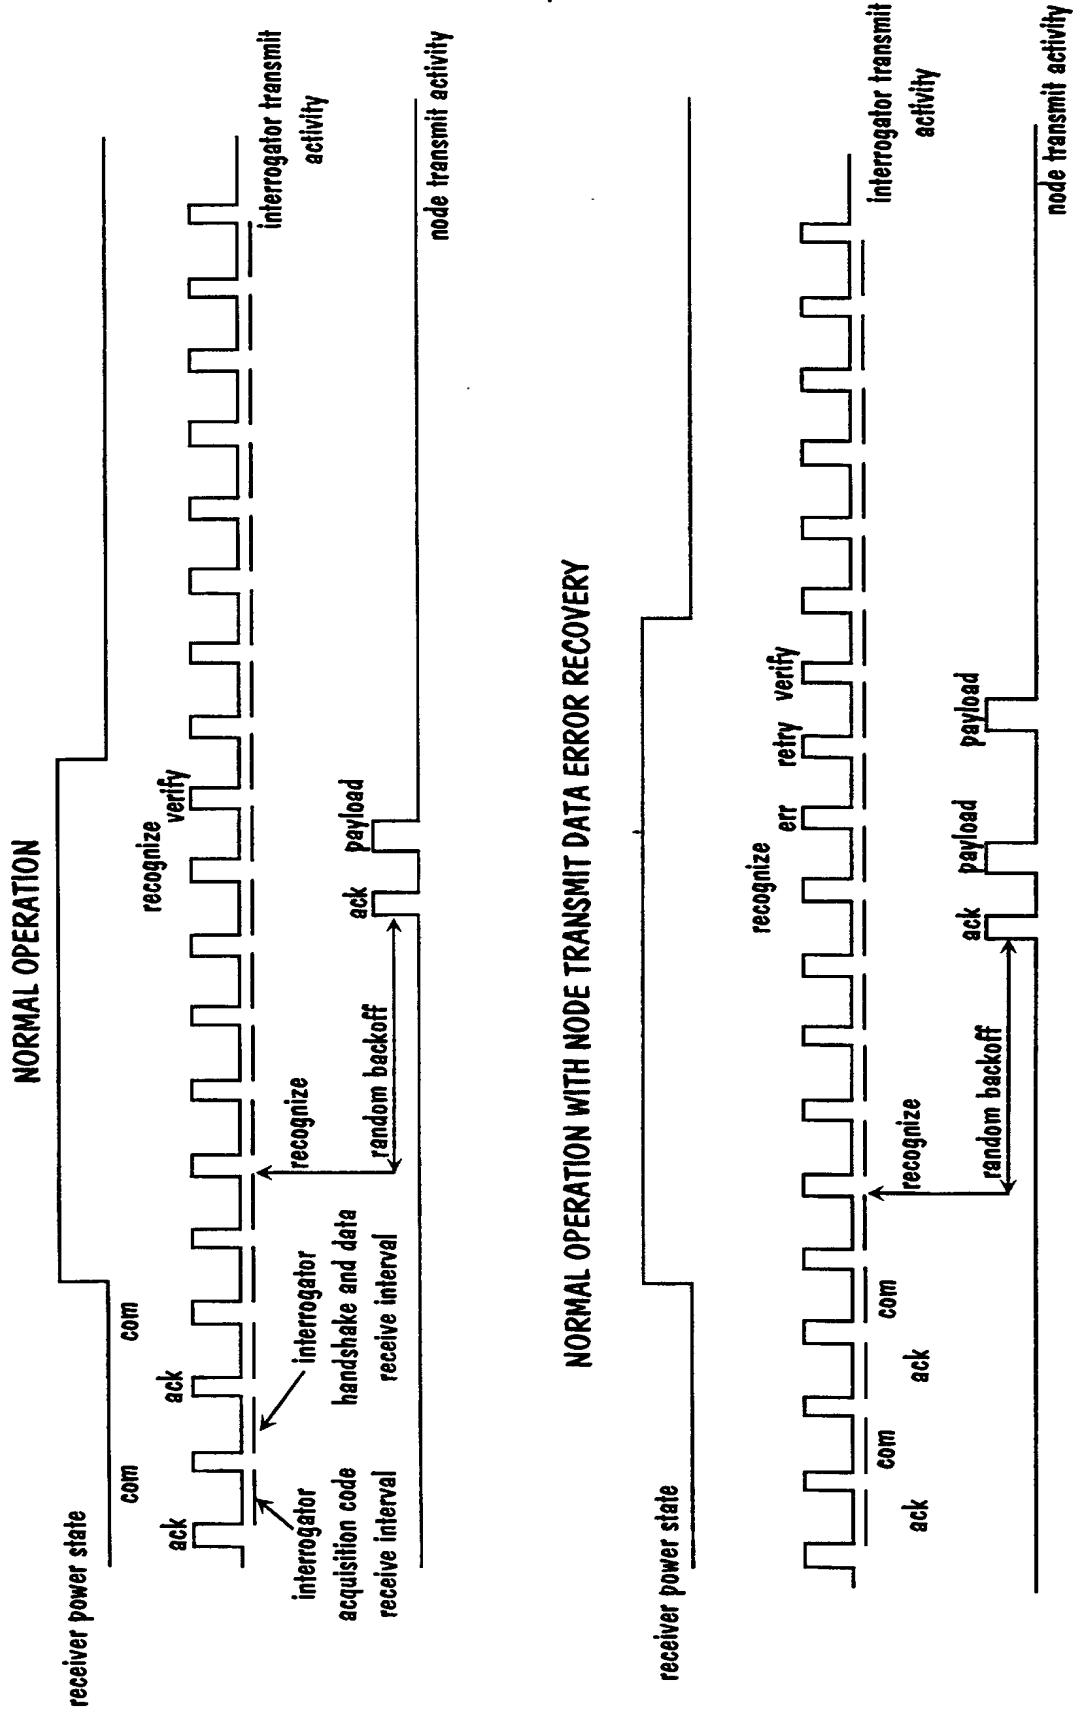 NORMAL OPERATION
receiver power state
com
com
ack
ack
recognize
verify
interrogator
acquisition code
receive interval
interrogator
handshake and data
receive interval
recognize
interrogator transmit
activity
random backoff
ack
payload
node transmit activity
NORMAL OPERATION WITH NODE TRANSMIT DATA ERROR RECOVERY
receiver power state
recognize
err
retry
verify
com
com
ack
ack
recognize
interrogator transmit
activity
random backoff
ack
payload
payload
node transmit activity